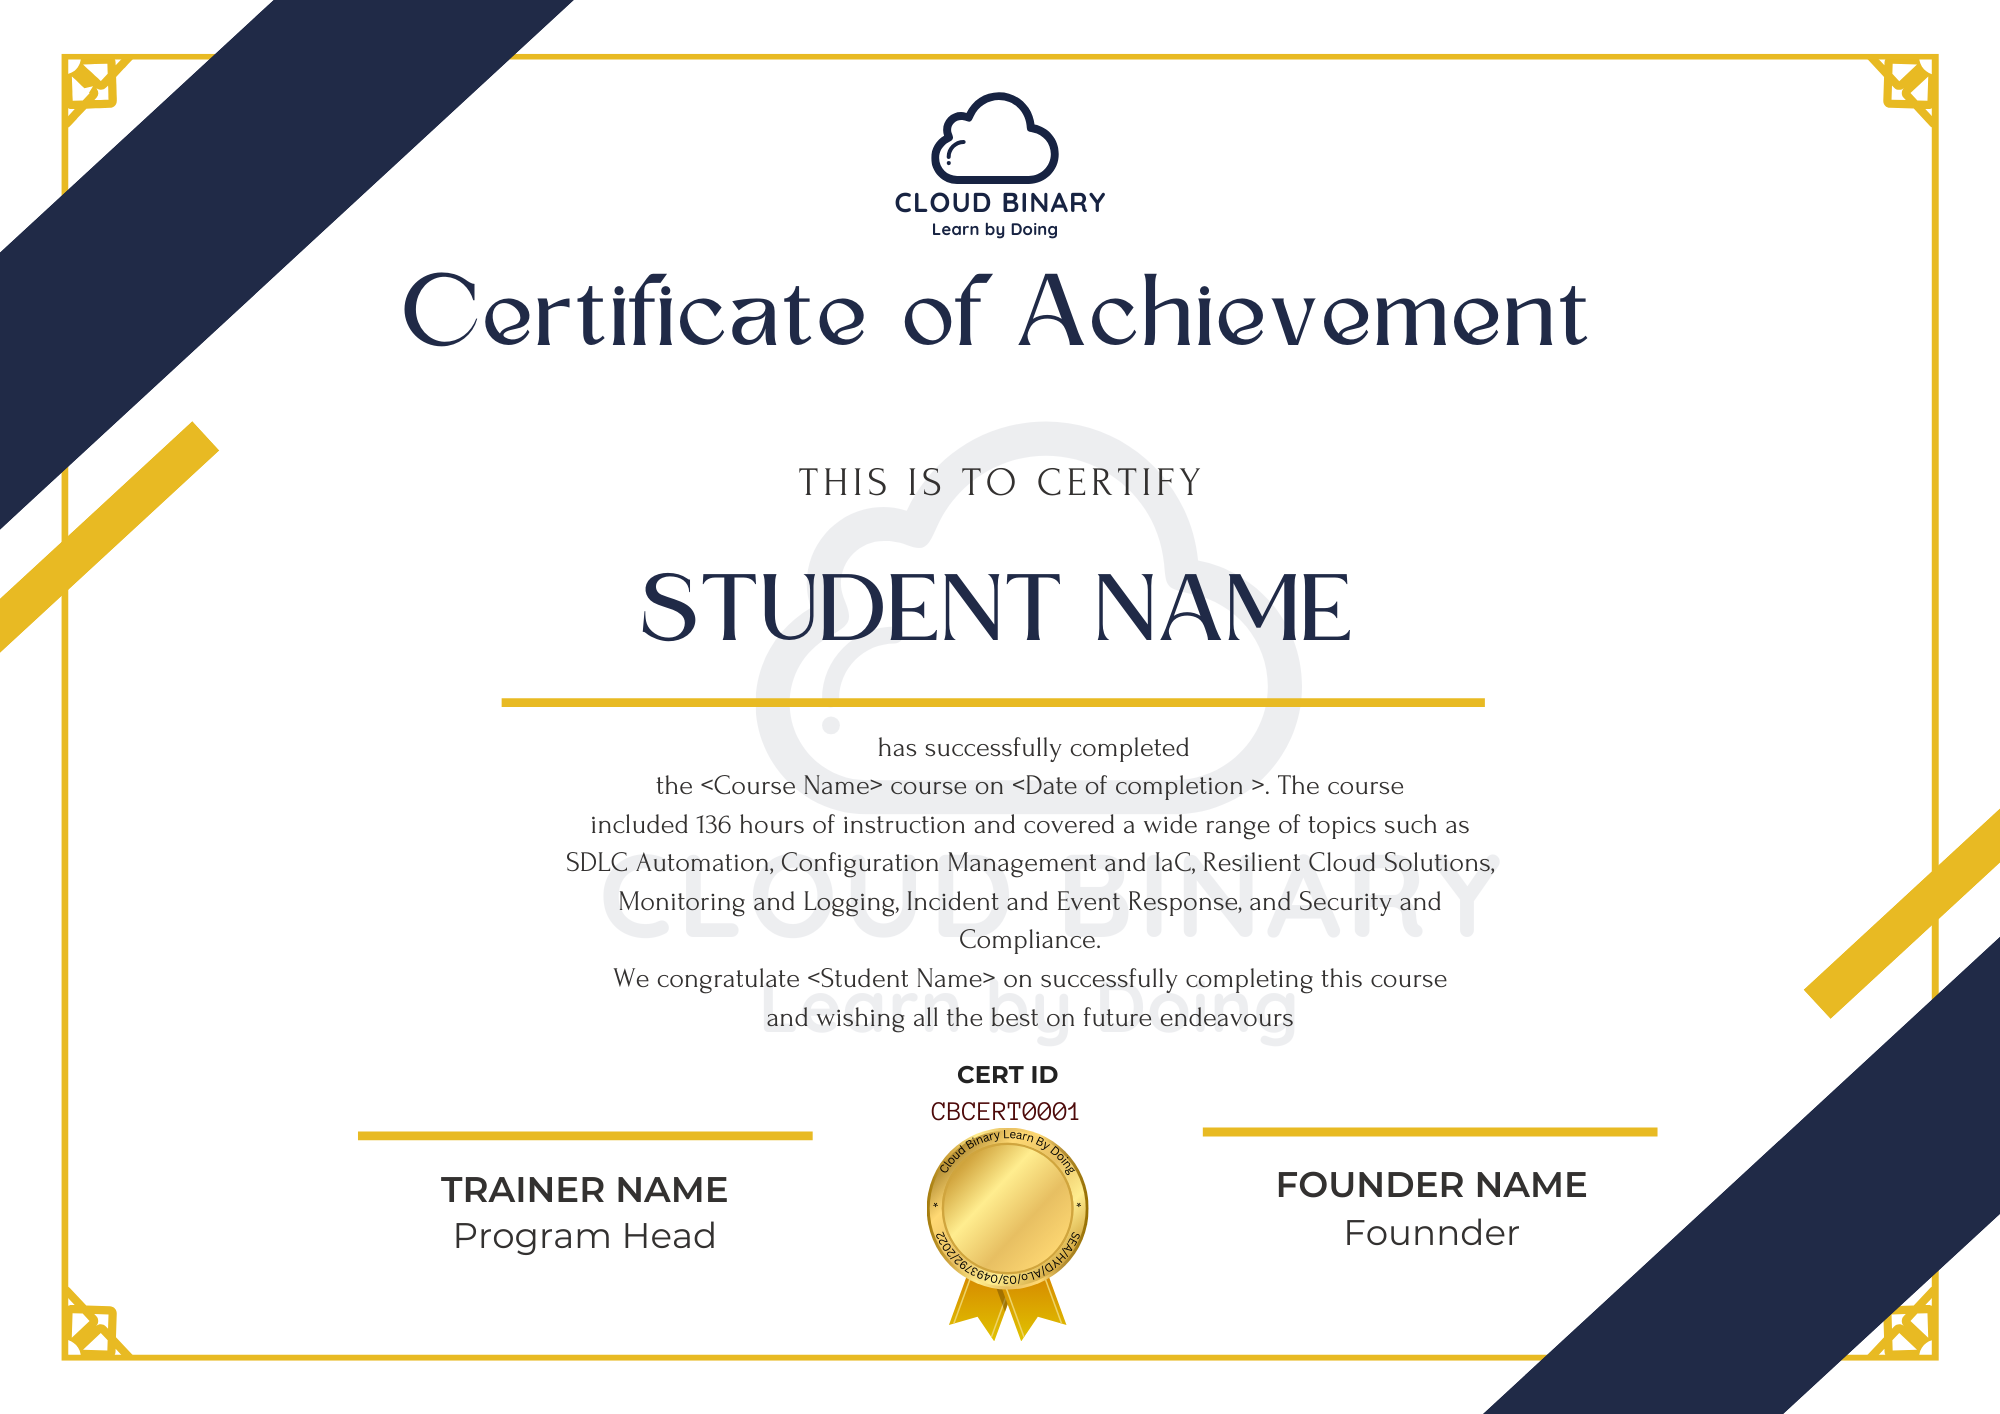 CLOUD BINARY
Learn by Doing
Certificate of Achievement
THIS IS TO CERTIFY
STUDENT NAME
has successfully completed
the <Course Name> course on <Date of completion >. The course
included 136 hours of instruction and covered a wide range of topics such as
SDLC Automation, Configuration Management and IaC, Resilient Cloud Solutions,
Monitoring and Logging, Incident and Event Response, and Security and
Compliance.
We congratulate <Student Name> on successfully completing this course
and wishing all the best on future endeavours
CLOUD BINARY
Learn by Doing
CERT ID
CBCERT0001
Cloud Binary Learn By Doing
* *
SEA/HYD/ALo/03/0493792/2022
TRAINER NAME
Program Head
FOUNDER NAME
Founnder